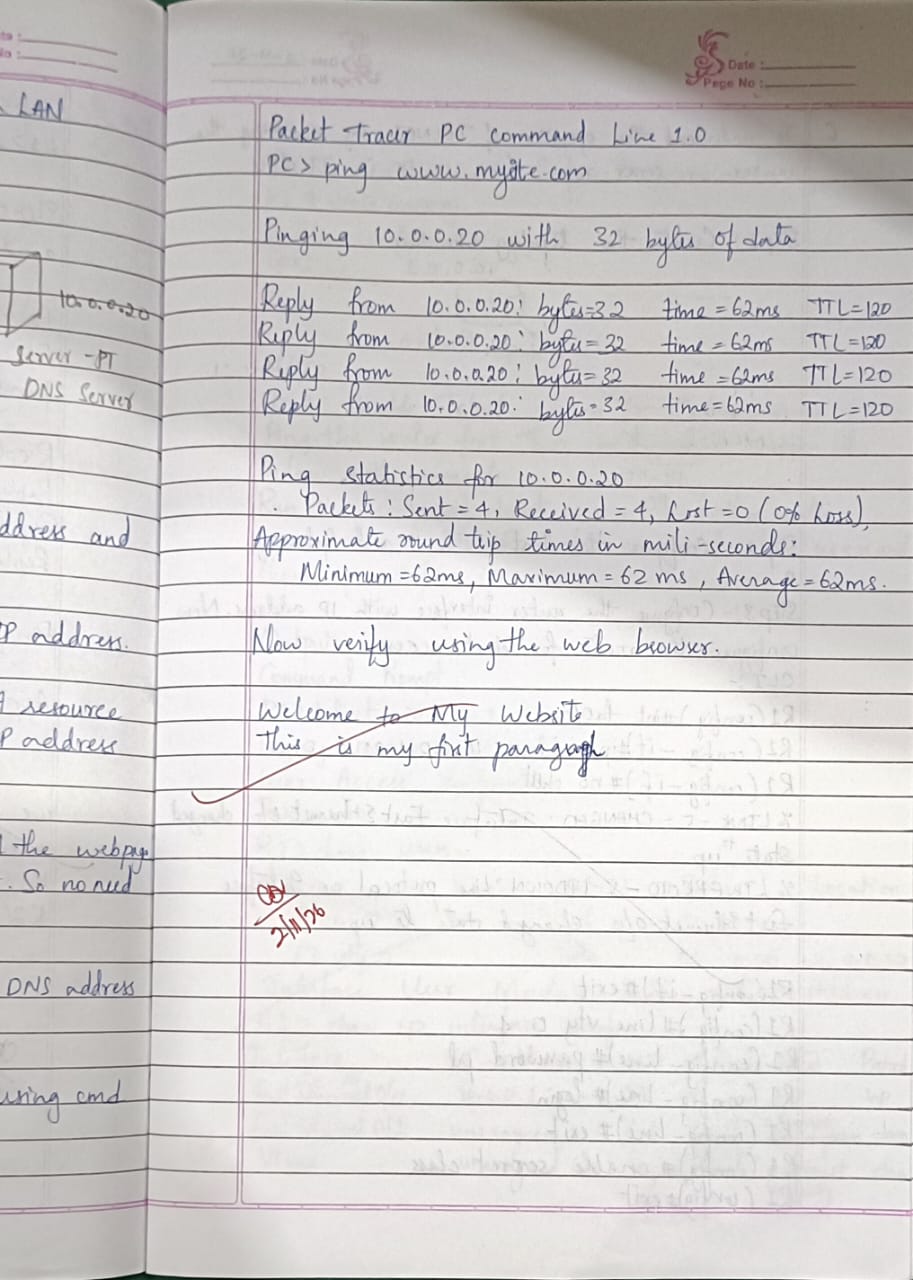 LAN
10.0.0.20
Server-PT
DNS Server
ddress and
P address.
resource
P address
the webpage
. So no need
DNS address
using cmd
Date :
Page No :
Packet Tracer PC command Line 1.0
PC> ping www.mysite.com
Pinging 10.0.0.20 with 32 bytes of data
Reply from 10.0.0.20: bytes=32 time=62ms TTL=120
Reply from 10.0.0.20: bytes=32 time=62ms TTL=120
Reply from 10.0.0.20: bytes=32 time=62ms TTL=120
Reply from 10.0.0.20: bytes=32 time=62ms TTL=120
Ping statistics for 10.0.0.20
Packets: Sent=4, Received=4, Lost=0 (0% Loss),
Approximate round trip times in mili-seconds:
Minimum=62ms, Maximum=62 ms, Average=62ms.
Now verify using the web browser.
Welcome to My Website
This is my first paragagh
2/11/26